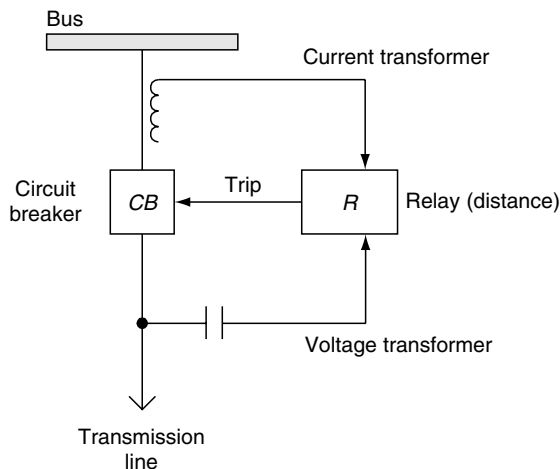 Bus
Current transformer
Circuit
breaker
CB
Trip
R
Relay (distance)
Voltage transformer
Transmission
line